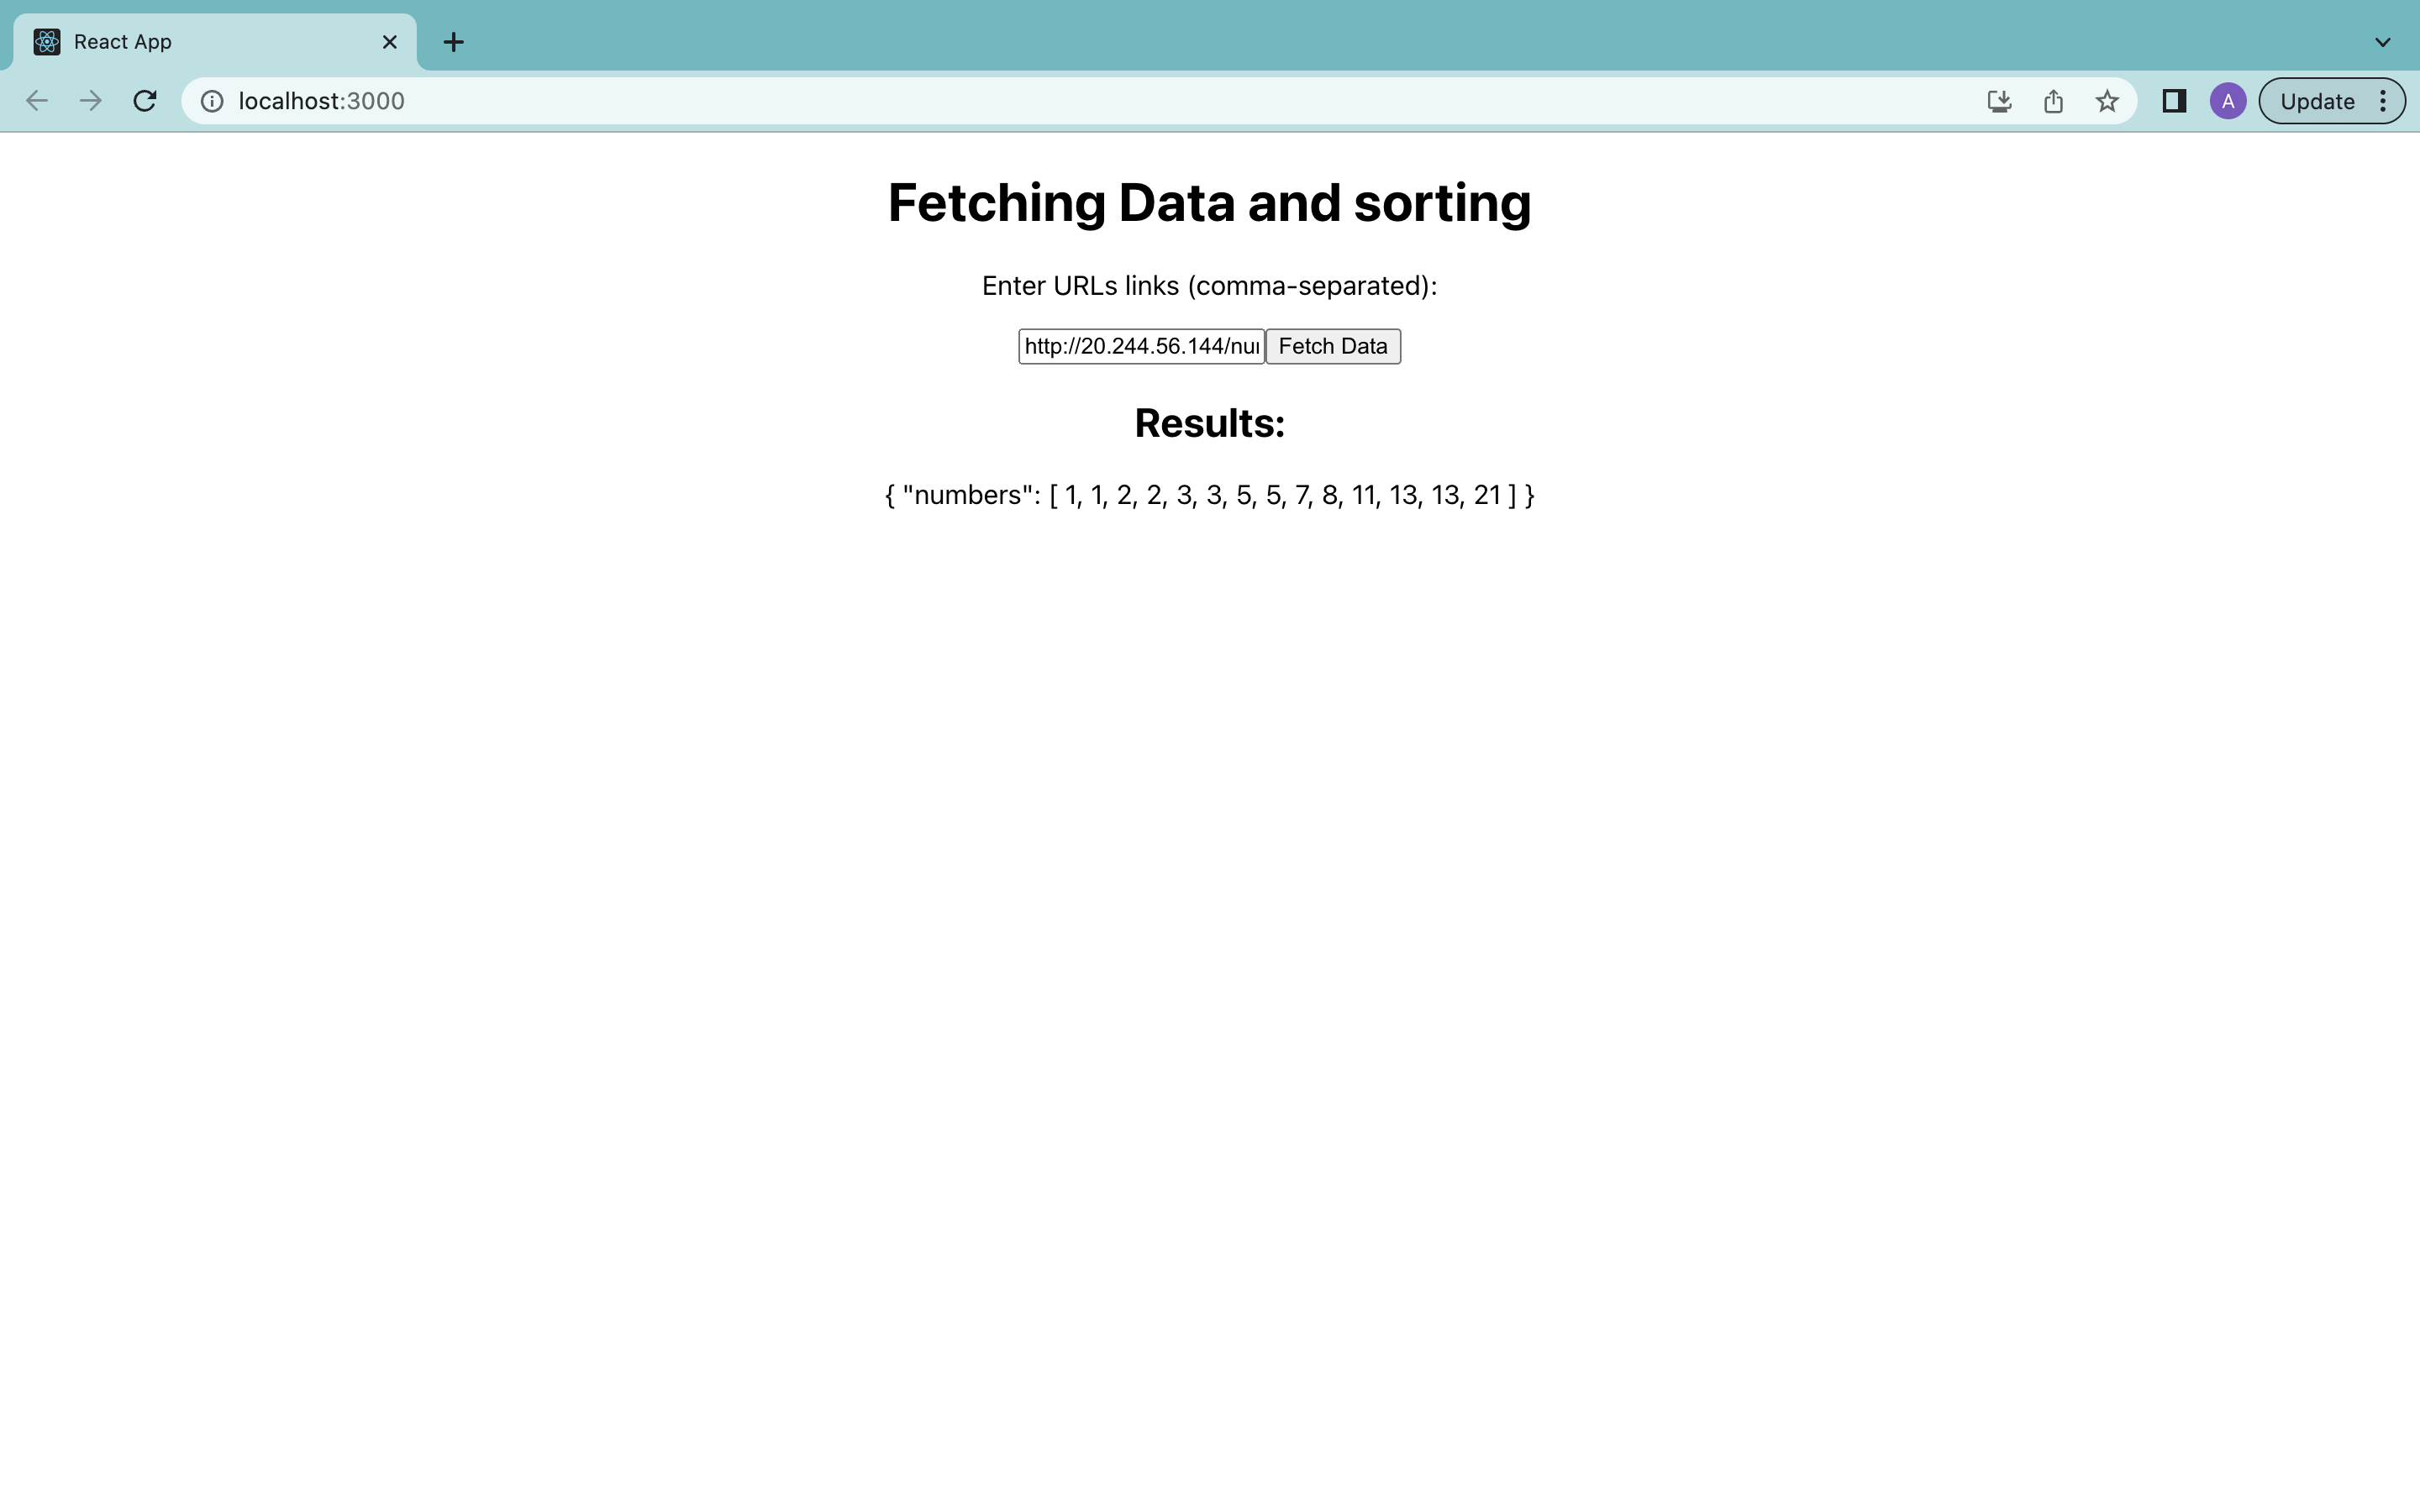 React App
localhost:3000
A
Update
Fetching Data and sorting
Enter URLs links (comma-separated):
http://20.244.56.144/nu Fetch Data
Results:
{ "numbers": [ 1, 1, 2, 2, 3, 3, 5, 5, 7, 8, 11, 13, 13, 21 ] }